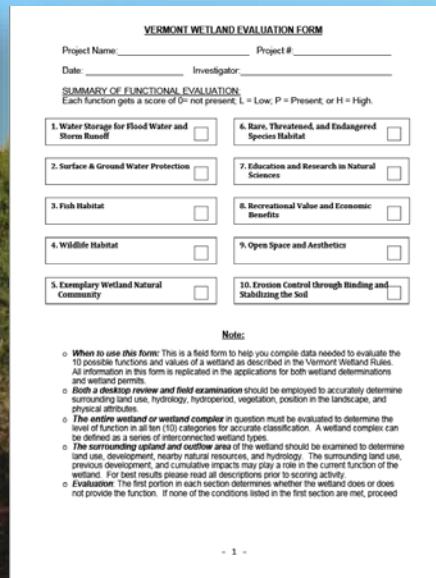 VERMONT WETLAND EVALUATION FORM
Project Name: Project #:
Date: Investigator:
SUMMARY OF FUNCTIONAL EVALUATION:
Each function gets a score of 0= not present; L = Low; P = Present; or H = High.
1. Water Storage for Flood Water and
Storm Runoff
6. Rare, Threatened, and Endangered
Species Habitat
2. Surface & Ground Water Protection
7. Education and Research in Natural
Sciences
3. Fish Habitat
8. Recreational Value and Economic
Benefits
4. Wildlife Habitat
9. Open Space and Aesthetics
5. Exemplary Wetland Natural
Community
10. Erosion Control through Binding and
Stabilizing the Soil
Note:
o When to use this form: This is a field form to help you compile data needed to evaluate the
10 possible functions and values of a wetland as described in the Vermont Wetland Rules.
All information in this form is replicated in the applications for both wetland determinations
and wetland permits.
o Both a desktop review and field examination should be employed to accurately determine
surrounding land use, hydrology, hydroperiod, vegetation, position in the landscape, and
physical attributes.
o The entire wetland or wetland complex in question must be evaluated to determine the
level of function in all ten (10) categories for accurate classification. A wetland complex can
be defined as a series of interconnected wetland types.
o The surrounding upland and outflow area of the wetland should be examined to determine
land use, development, nearby natural resources, and hydrology. The surrounding land use,
previous development, and cumulative impacts may play a role in the current function of the
wetland. For best results please read all descriptions prior to scoring activity.
o Evaluation: The first portion in each section determines whether the wetland does or does
not provide the function. If none of the conditions listed in the first section are met, proceed
- 1 -